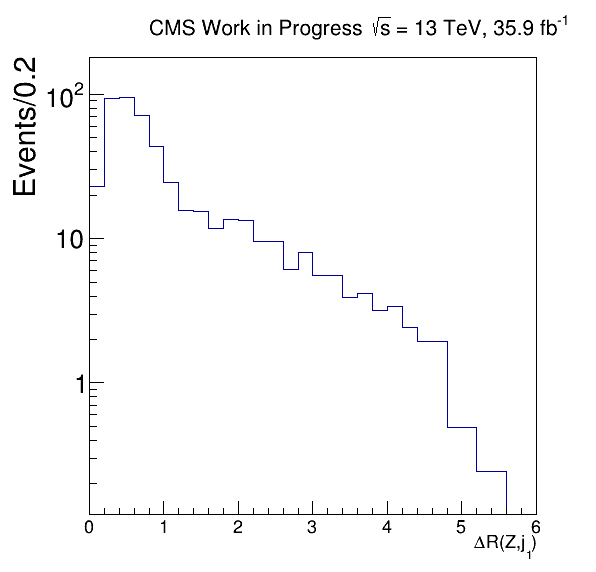 CMS Work in Progress √s = 13 TeV, 35.9 fb⁻¹
Events/0.2
10²
10
1
0 1 2 3 4 5 6
ΔR(Z,j₁)